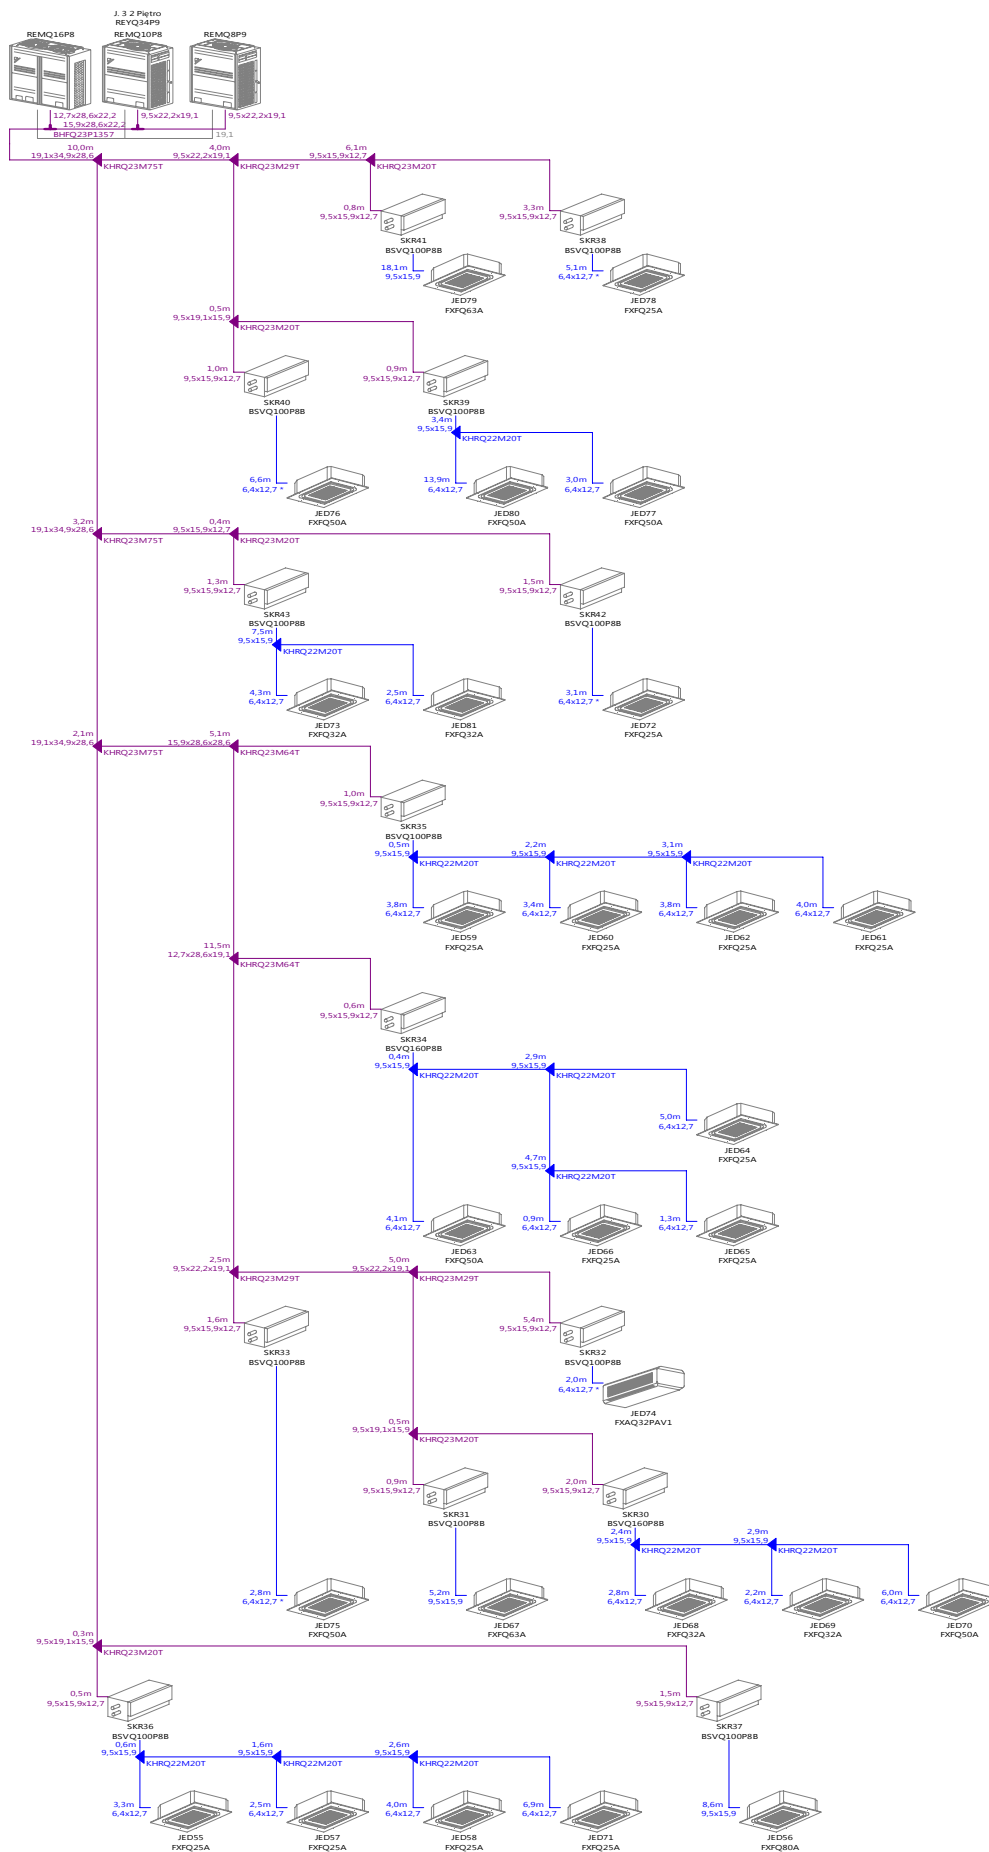 J. 3 2 Piętro
REYQ34P9
REMQ16P8
REMQ10P8
REMQ8P9
12,7x28,6x22,2
9,5x22,2x19,1
9,5x22,2x19,1
15,9x28,6x22,2
BHFQ23P1357
19,1
10,0m
19,1x34,9x28,6
KHRQ23M75T
4,0m
9,5x22,2x19,1
KHRQ23M29T
6,1m
9,5x15,9x12,7
KHRQ23M20T
0,8m
9,5x15,9x12,7
SKR41
BSVQ100P8B
3,3m
9,5x15,9x12,7
SKR38
BSVQ100P8B
18,1m
9,5x15,9
JED79
FXFQ63A
5,1m
6,4x12,7 *
JED78
FXFQ25A
0,5m
9,5x19,1x15,9
KHRQ23M20T
1,0m
9,5x15,9x12,7
SKR40
BSVQ100P8B
0,9m
9,5x15,9x12,7
SKR39
BSVQ100P8B
3,4m
9,5x15,9
KHRQ22M20T
6,6m
6,4x12,7 *
JED76
FXFQ50A
13,9m
6,4x12,7
JED80
FXFQ50A
3,0m
6,4x12,7
JED77
FXFQ50A
3,2m
19,1x34,9x28,6
KHRQ23M75T
0,4m
9,5x15,9x12,7
KHRQ23M20T
1,3m
9,5x15,9x12,7
SKR43
BSVQ100P8B
1,5m
9,5x15,9x12,7
SKR42
BSVQ100P8B
7,5m
9,5x15,9
KHRQ22M20T
4,3m
6,4x12,7
JED73
FXFQ32A
2,5m
6,4x12,7
JED81
FXFQ32A
3,1m
6,4x12,7 *
JED72
FXFQ25A
2,1m
19,1x34,9x28,6
KHRQ23M75T
5,1m
15,9x28,6x28,6
KHRQ23M64T
1,0m
9,5x15,9x12,7
SKR35
BSVQ100P8B
0,5m
9,5x15,9
KHRQ22M20T
2,2m
9,5x15,9
KHRQ22M20T
3,1m
9,5x15,9
KHRQ22M20T
3,8m
6,4x12,7
JED59
FXFQ25A
3,4m
6,4x12,7
JED60
FXFQ25A
3,8m
6,4x12,7
JED62
FXFQ25A
4,0m
6,4x12,7
JED61
FXFQ25A
11,5m
12,7x28,6x19,1
KHRQ23M64T
0,6m
9,5x15,9x12,7
SKR34
BSVQ160P8B
0,4m
9,5x15,9
KHRQ22M20T
2,9m
9,5x15,9
KHRQ22M20T
5,0m
6,4x12,7
JED64
FXFQ25A
4,7m
9,5x15,9
KHRQ22M20T
4,1m
6,4x12,7
JED63
FXFQ50A
0,9m
6,4x12,7
JED66
FXFQ25A
1,3m
6,4x12,7
JED65
FXFQ25A
2,5m
9,5x22,2x19,1
KHRQ23M29T
5,0m
9,5x22,2x19,1
KHRQ23M29T
1,6m
9,5x15,9x12,7
SKR33
BSVQ100P8B
5,4m
9,5x15,9x12,7
SKR32
BSVQ100P8B
2,0m
6,4x12,7 *
JED74
FXAQ32PAV1
0,5m
9,5x19,1x15,9
KHRQ23M20T
0,9m
9,5x15,9x12,7
SKR31
BSVQ100P8B
2,0m
9,5x15,9x12,7
SKR30
BSVQ160P8B
2,4m
9,5x15,9
KHRQ22M20T
2,9m
9,5x15,9
KHRQ22M20T
2,8m
6,4x12,7 *
JED75
FXFQ50A
5,2m
9,5x15,9
JED67
FXFQ63A
2,8m
6,4x12,7
JED68
FXFQ32A
2,2m
6,4x12,7
JED69
FXFQ32A
6,0m
6,4x12,7
JED70
FXFQ50A
0,3m
9,5x19,1x15,9
KHRQ23M20T
0,5m
9,5x15,9x12,7
SKR36
BSVQ100P8B
1,5m
9,5x15,9x12,7
SKR37
BSVQ100P8B
0,6m
9,5x15,9
KHRQ22M20T
1,6m
9,5x15,9
KHRQ22M20T
2,6m
9,5x15,9
KHRQ22M20T
3,3m
6,4x12,7
JED55
FXFQ25A
2,5m
6,4x12,7
JED57
FXFQ25A
4,0m
6,4x12,7
JED58
FXFQ25A
6,9m
6,4x12,7
JED71
FXFQ25A
8,6m
9,5x15,9
JED56
FXFQ80A